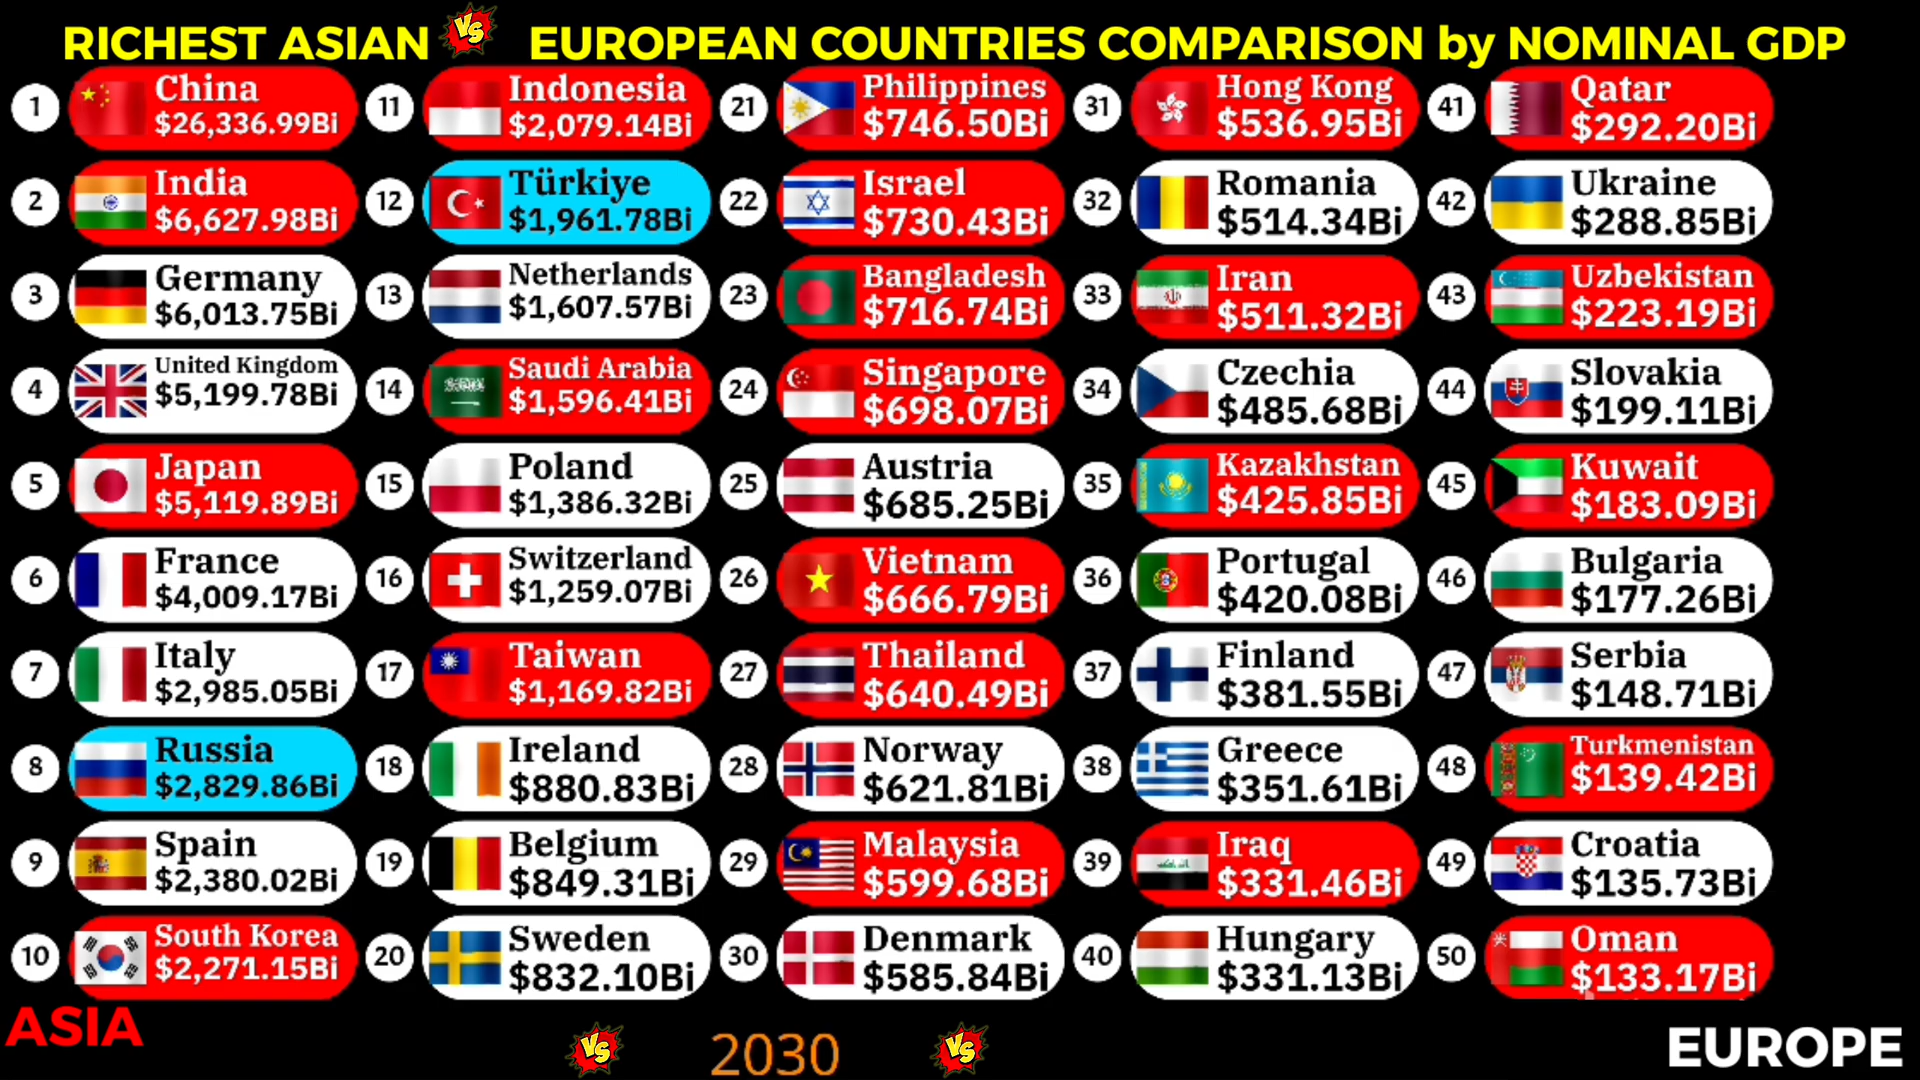 RICHEST ASIAN VS EUROPEAN COUNTRIES COMPARISON by NOMINAL GDP
1 China
$26,336.99Bi
2 India
$6,627.98Bi
3 Germany
$6,013.75Bi
4 United Kingdom
$5,199.78Bi
5 Japan
$5,119.89Bi
6 France
$4,009.17Bi
7 Italy
$2,985.05Bi
8 Russia
$2,829.86Bi
9 Spain
$2,380.02Bi
10 South Korea
$2,271.15Bi
11 Indonesia
$2,079.14Bi
12 Türkiye
$1,961.78Bi
13 Netherlands
$1,607.57Bi
14 Saudi Arabia
$1,596.41Bi
15 Poland
$1,386.32Bi
16 Switzerland
$1,259.07Bi
17 Taiwan
$1,169.82Bi
18 Ireland
$880.83Bi
19 Belgium
$849.31Bi
20 Sweden
$832.10Bi
21 Philippines
$746.50Bi
22 Israel
$730.43Bi
23 Bangladesh
$716.74Bi
24 Singapore
$698.07Bi
25 Austria
$685.25Bi
26 Vietnam
$666.79Bi
27 Thailand
$640.49Bi
28 Norway
$621.81Bi
29 Malaysia
$599.68Bi
30 Denmark
$585.84Bi
31 Hong Kong
$536.95Bi
32 Romania
$514.34Bi
33 Iran
$511.32Bi
34 Czechia
$485.68Bi
35 Kazakhstan
$425.85Bi
36 Portugal
$420.08Bi
37 Finland
$381.55Bi
38 Greece
$351.61Bi
39 Iraq
$331.46Bi
40 Hungary
$331.13Bi
41 Qatar
$292.20Bi
42 Ukraine
$288.85Bi
43 Uzbekistan
$223.19Bi
44 Slovakia
$199.11Bi
45 Kuwait
$183.09Bi
46 Bulgaria
$177.26Bi
47 Serbia
$148.71Bi
48 Turkmenistan
$139.42Bi
49 Croatia
$135.73Bi
50 Oman
$133.17Bi
ASIA
VS 2030 VS
EUROPE